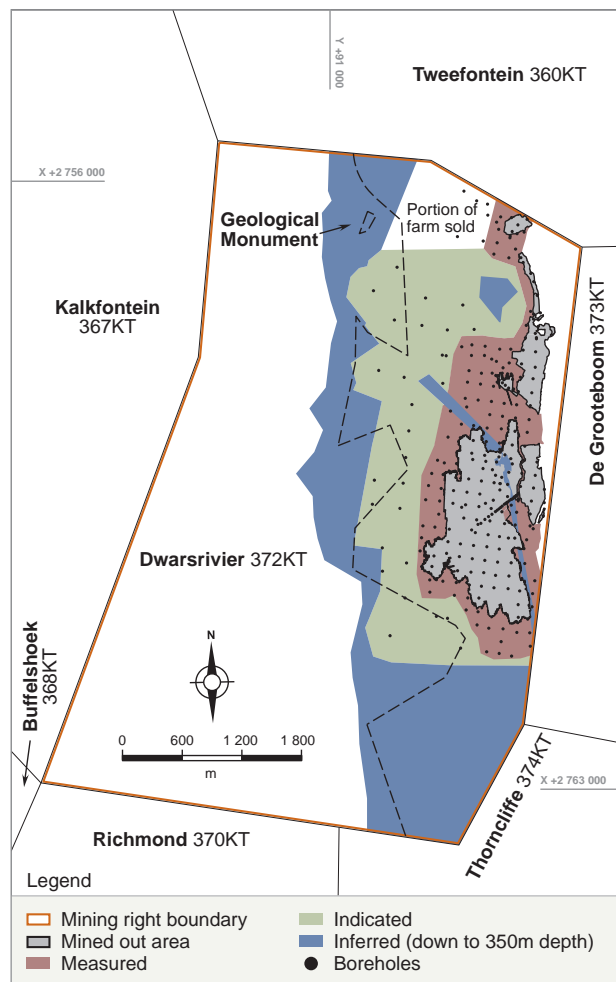 Y +91 000
Tweefontein 360KT
X +2 756 000
Geological
Monument
Portion of
farm sold
Kalkfontein
367KT
De Grooteboom 373KT
Dwarsrivier 372KT
N
Buffelshoek
368KT
0 600 1 200 1 800
m
Thorncliffe 374KT
X +2 763 000
Richmond 370KT
Legend
Mining right boundary
Mined out area
Measured
Indicated
Inferred (down to 350m depth)
Boreholes